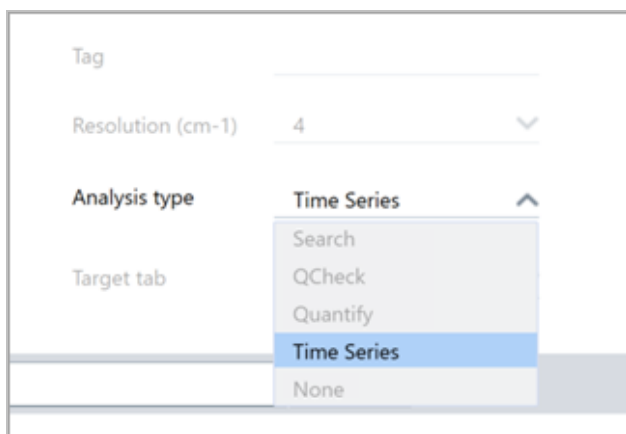 Tag
Resolution (cm-1) 4
Analysis type Time Series
Search
Target tab QCheck
Quantify
Time Series
None